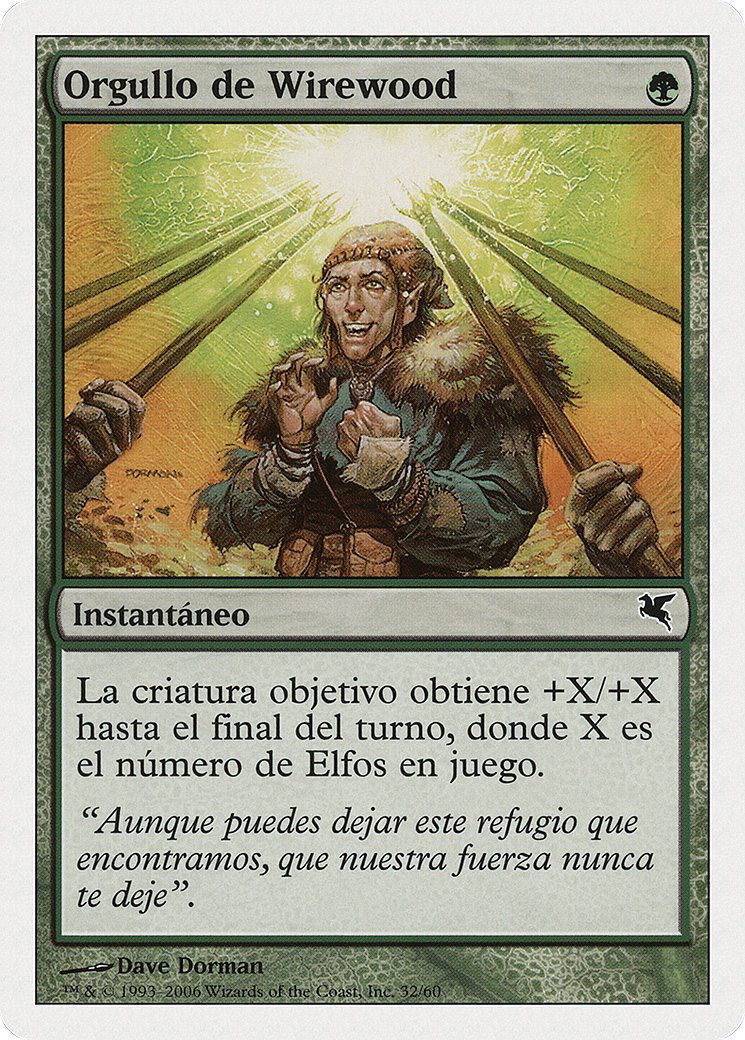 Orgullo de Wirewood
DORMAN
Instantáneo
La criatura objetivo obtiene +X/+X
hasta el final del turno, donde X es
el número de Elfos en juego.
“Aunque puedes dejar este refugio que
encontramos, que nuestra fuerza nunca
te deje”.
Dave Dorman
™ & © 1993–2006 Wizards of the Coast, Inc. 32/60